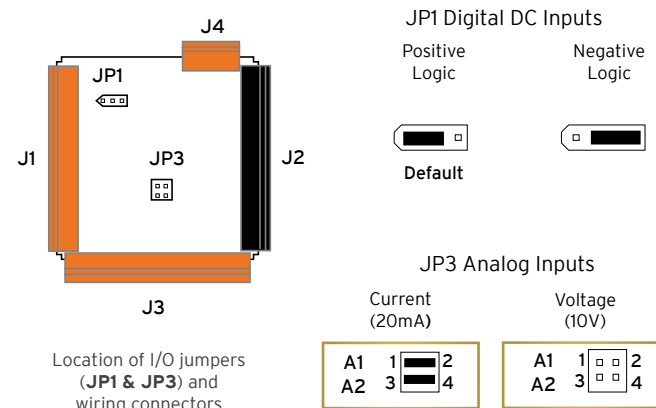 J4
JP1
J1
JP3
J2
J3
Location of I/O jumpers
(JP1 & JP3) and
wiring connectors
JP1 Digital DC Inputs
Positive
Logic
Negative
Logic
Default
JP3 Analog Inputs
Current
(20mA)
Voltage
(10V)
A1 1 2
A2 3 4
A1 1 2
A2 3 4